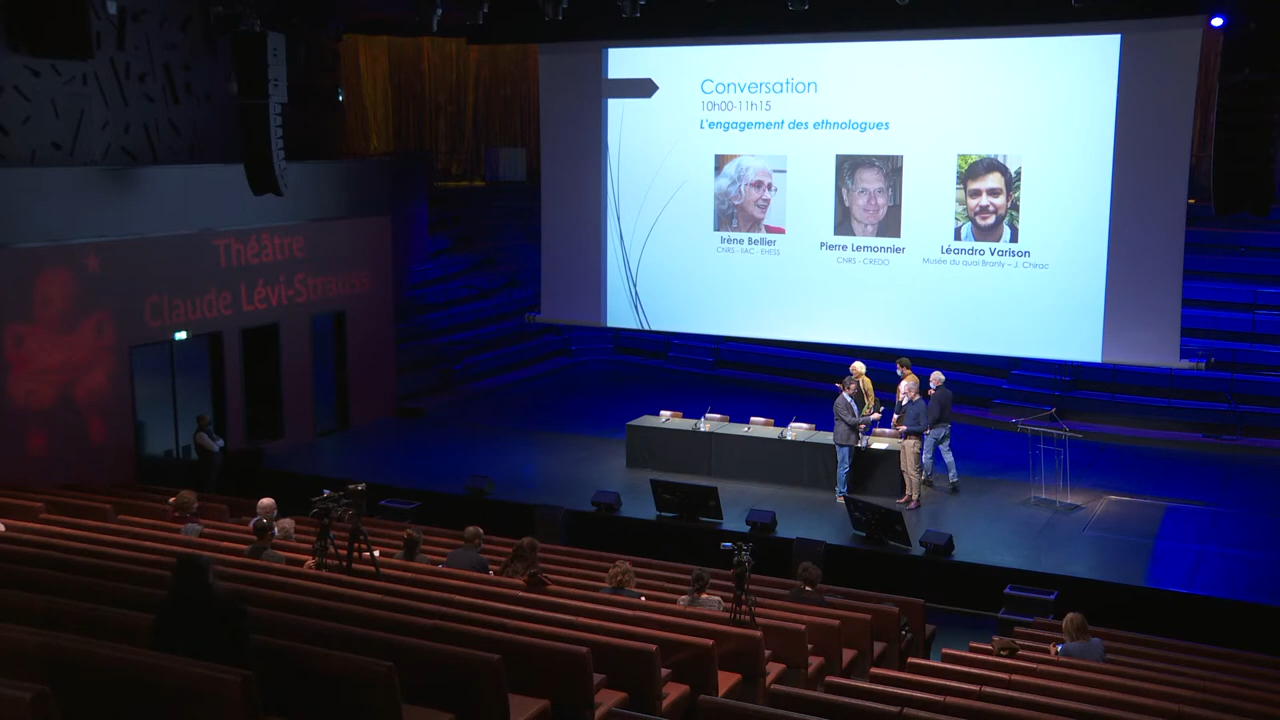 Conversation
10h00-11h15
L'engagement des ethnologues
Irène Bellier
CNRS - IIAC - EHESS
Pierre Lemonnier
CNRS - CREDO
Léandro Varison
Musée du quai Branly – J. Chirac
Théâtre
Claude Lévi-Strauss